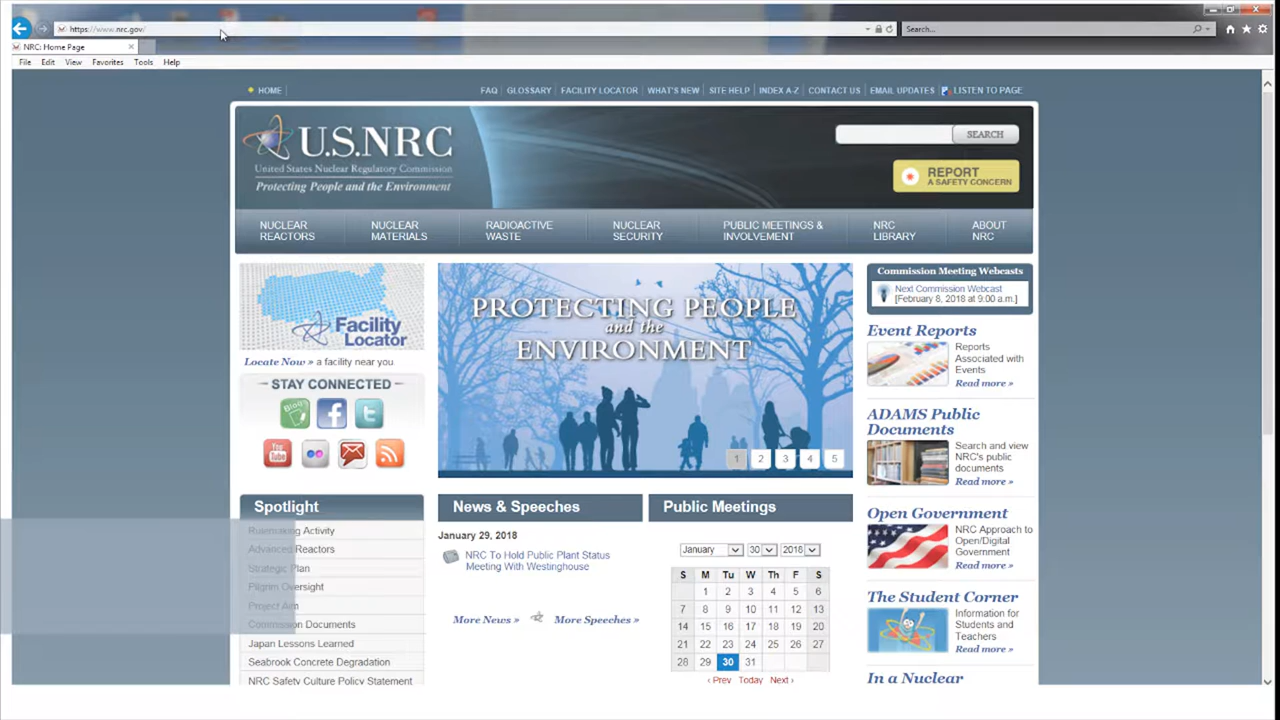 https://www.nrc.gov/
Search...
NRC: Home Page
File Edit View Favorites Tools Help
HOME
FAQ GLOSSARY FACILITY LOCATOR WHAT'S NEW SITE HELP INDEX A-Z CONTACT US EMAIL UPDATES LISTEN TO PAGE
U.S.NRC
United States Nuclear Regulatory Commission
Protecting People and the Environment
SEARCH
REPORT
A SAFETY CONCERN
NUCLEAR
REACTORS
NUCLEAR
MATERIALS
RADIOACTIVE
WASTE
NUCLEAR
SECURITY
PUBLIC MEETINGS &
INVOLVEMENT
NRC
LIBRARY
ABOUT
NRC
Facility
Locator
Locate Now » a facility near you
STAY CONNECTED
Blog
You
Tube
Spotlight
Rulemaking Activity
Advanced Reactors
Strategic Plan
Pilgrim Oversight
Project Aim
Commission Documents
Japan Lessons Learned
Seabrook Concrete Degradation
NRC Safety Culture Policy Statement
PROTECTING PEOPLE
and the
ENVIRONMENT
1 2 3 4 5
News & Speeches
January 29, 2018
NRC To Hold Public Plant Status
Meeting With Westinghouse
More News » More Speeches »
Public Meetings
January 30 2018
S M Tu W Th F S
1 2 3 4 5 6
7 8 9 10 11 12 13
14 15 16 17 18 19 20
21 22 23 24 25 26 27
28 29 30 31
‹ Prev Today Next ›
Commission Meeting Webcasts
Next Commission Webcast
[February 8, 2018 at 9:00 a.m.]
Event Reports
Reports
Associated with
Events
Read more »
ADAMS Public
Documents
Search and view
NRC's public
documents
Read more »
Open Government
NRC Approach to
Open/Digital
Government
Read more »
The Student Corner
Information for
Students and
Teachers
Read more »
In a Nuclear